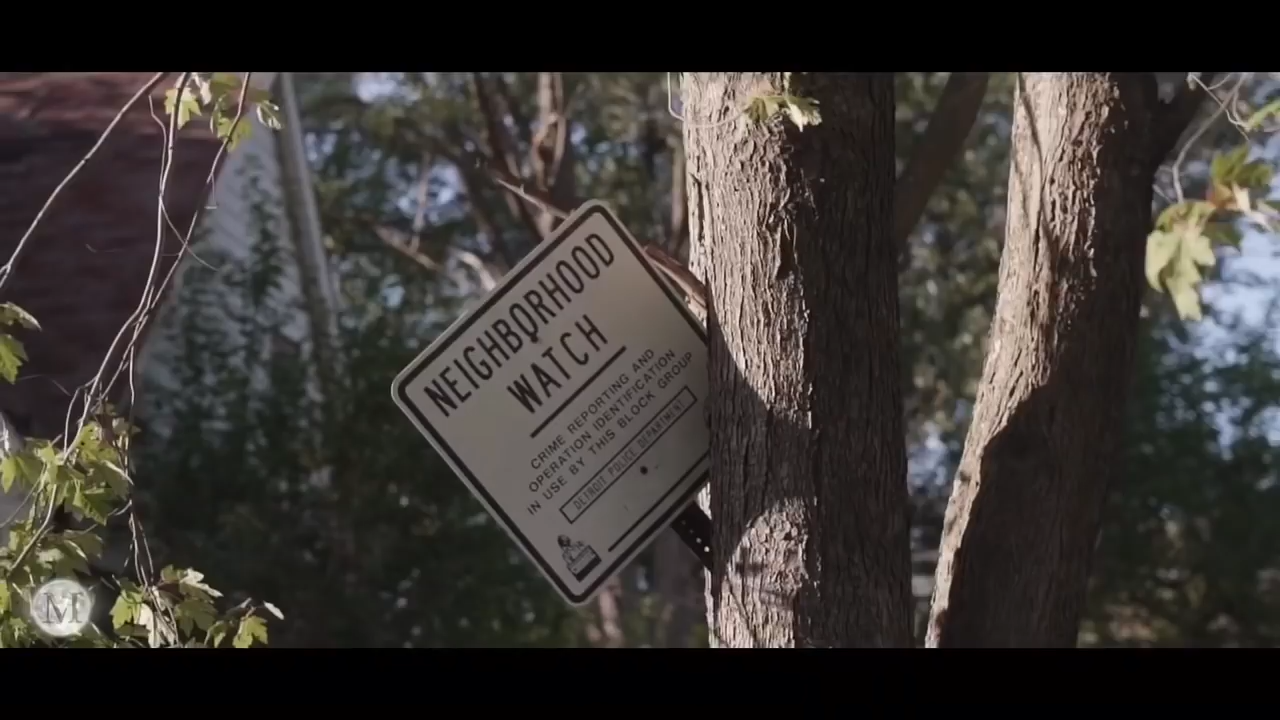 NEIGHBORHOOD
WATCH
CRIME REPORTING AND
OPERATION IDENTIFICATION
IN USE BY THIS BLOCK GROUP
DETROIT POLICE DEPARTMENT
M